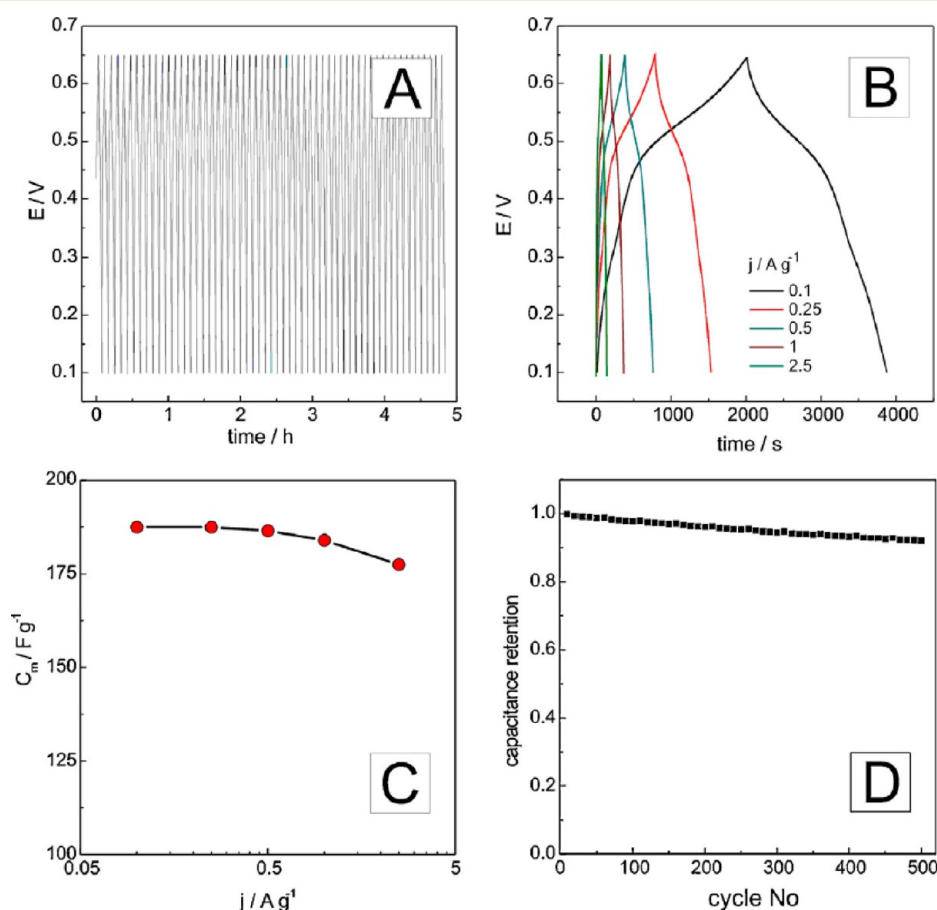 A
0.7
0.6
0.5
0.4
0.3
0.2
0.1
E / V
0 1 2 3 4 5
time / h
B
0.7
0.6
0.5
0.4
0.3
0.2
0.1
E / V
j / A g⁻¹
0.1
0.25
0.5
1
2.5
0 1000 2000 3000 4000
time / s
C
200
175
150
125
100
Cₘ / F g⁻¹
0.05 0.5 5
j / A g⁻¹
D
1.0
0.8
0.6
0.4
0.2
0.0
capacitance retention
0 100 200 300 400 500
cycle No